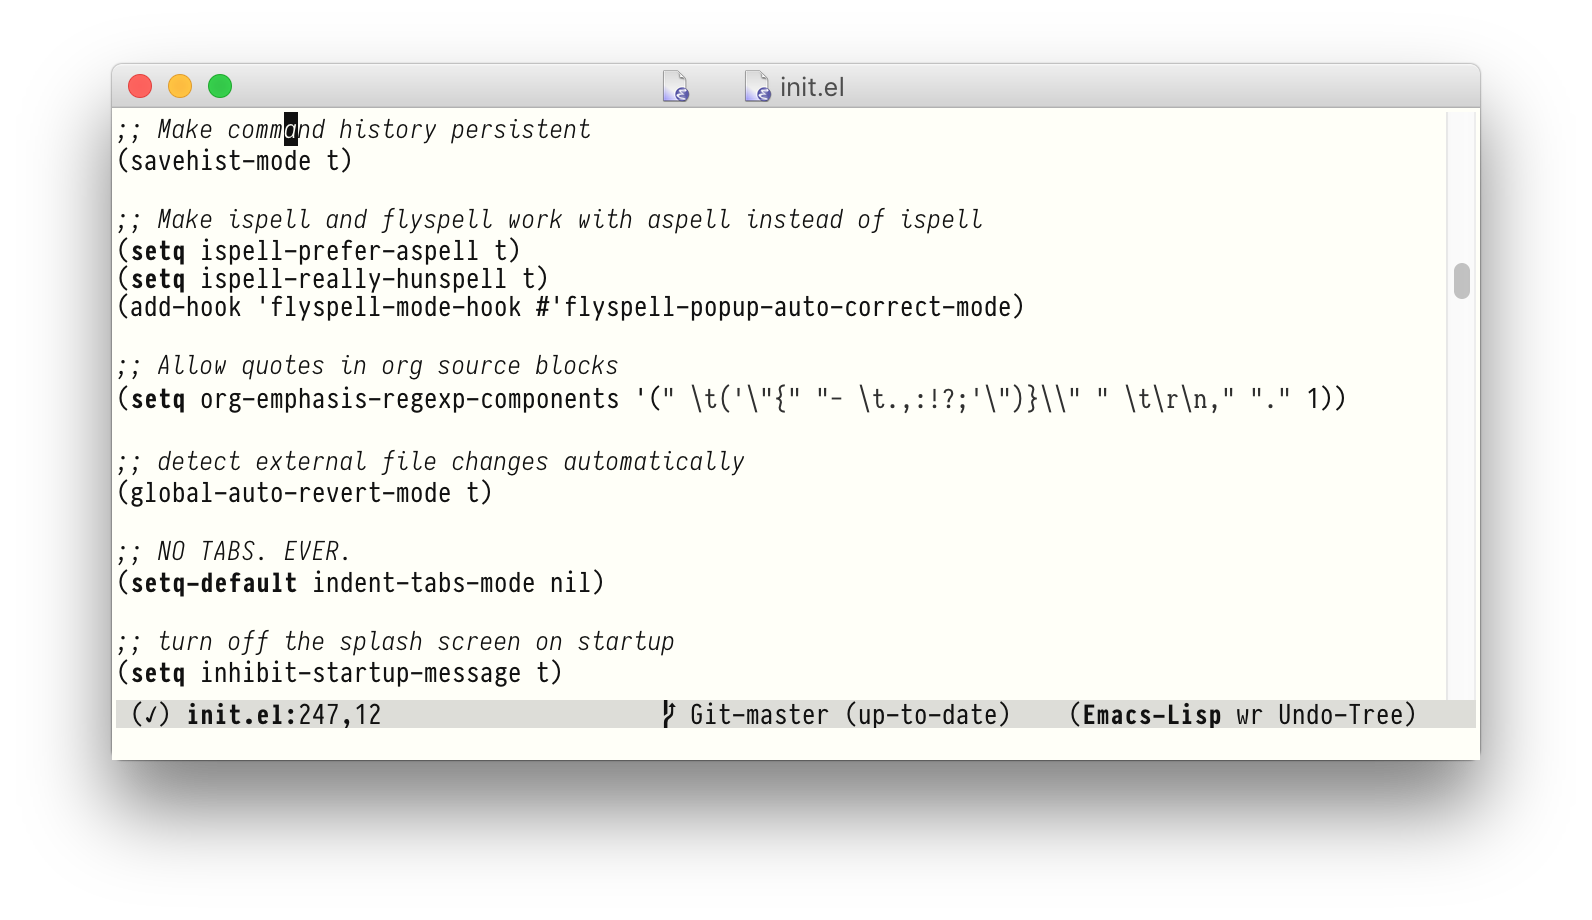 init.el
;; Make command history persistent
(savehist-mode t)
;; Make ispell and flyspell work with aspell instead of ispell
(setq ispell-prefer-aspell t)
(setq ispell-really-hunspell t)
(add-hook 'flyspell-mode-hook #'flyspell-popup-auto-correct-mode)
;; Allow quotes in org source blocks
(setq org-emphasis-regexp-components '(" \t('\"{" "- \t.,:!?;'\")}\\" " \t\r\n," "." 1))
;; detect external file changes automatically
(global-auto-revert-mode t)
;; NO TABS. EVER.
(setq-default indent-tabs-mode nil)
;; turn off the splash screen on startup
(setq inhibit-startup-message t)
(✓) init.el:247,12 Git-master (up-to-date) (Emacs-Lisp wr Undo-Tree)